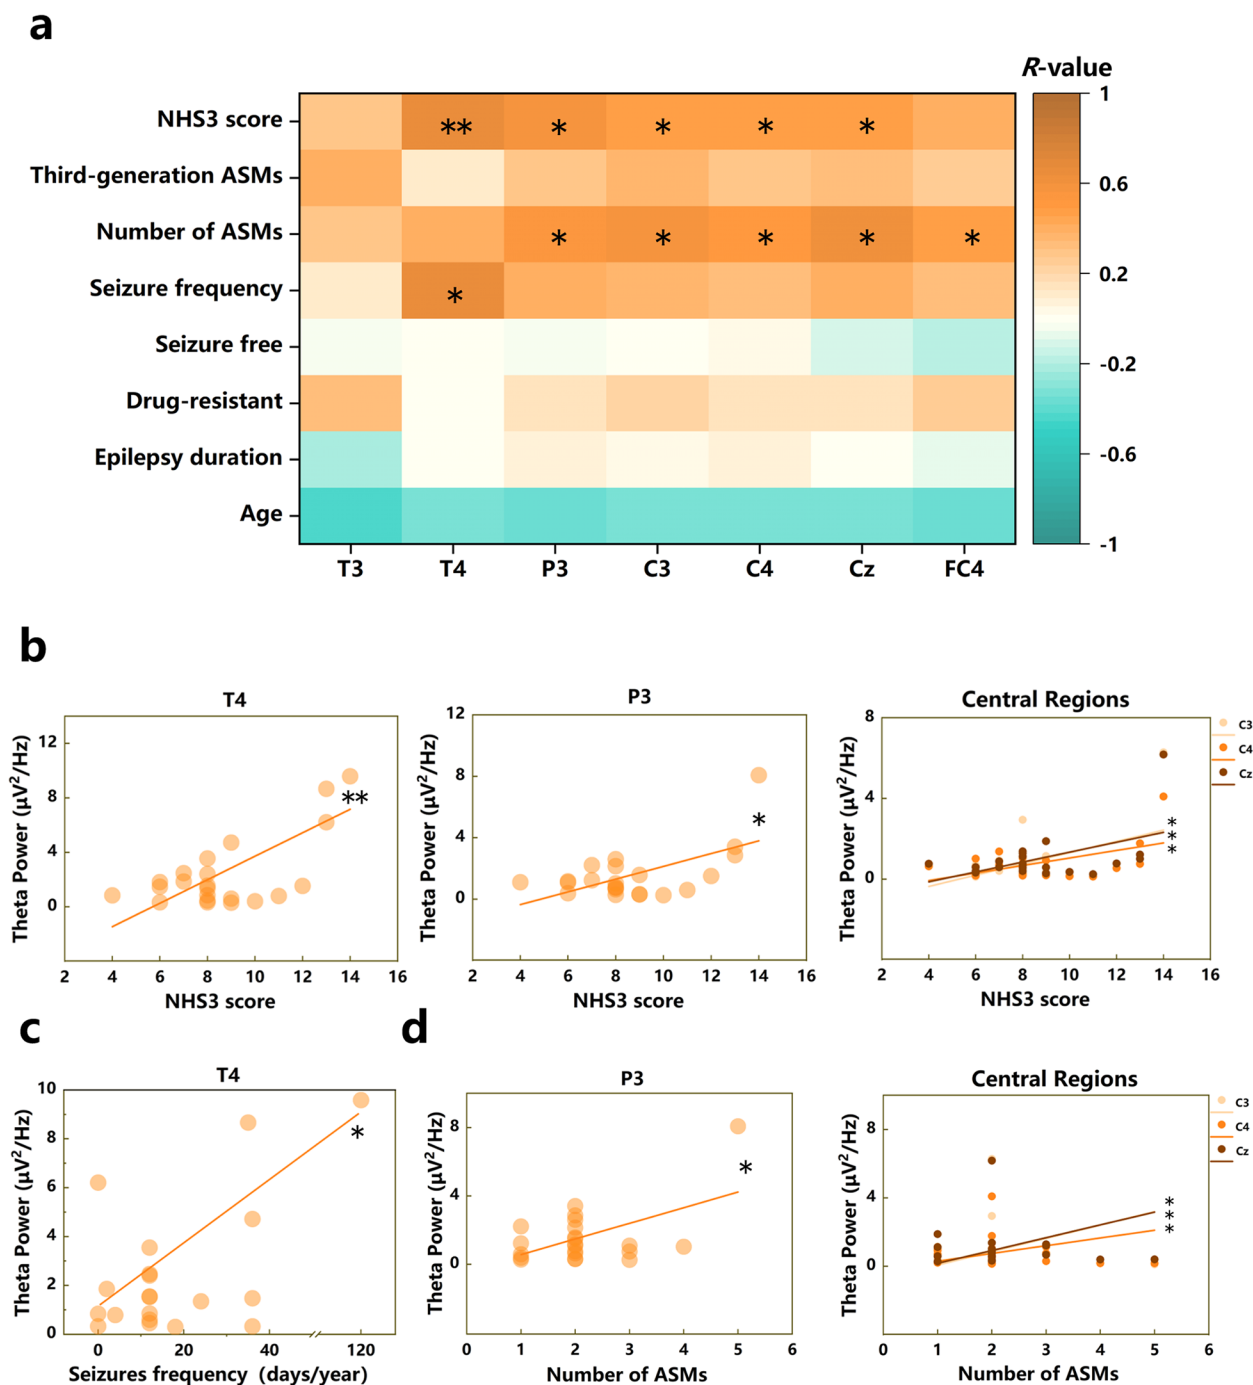 a
R-value
NHS3 score
Third-generation ASMs
Number of ASMs
Seizure frequency
Seizure free
Drug-resistant
Epilepsy duration
Age
** * * * *
* * * * *
*
T3 T4 P3 C3 C4 Cz FC4
1
0.6
0.2
-0.2
-0.6
-1
b
T4
Theta Power (μV²/Hz)
12
8
4
0
**
2 4 6 8 10 12 14 16
NHS3 score
P3
Theta Power (μV²/Hz)
12
8
4
0
*
2 4 6 8 10 12 14 16
NHS3 score
Central Regions
Theta Power (μV²/Hz)
8
4
0
*
*
*
C3
C4
Cz
2 4 6 8 10 12 14 16
NHS3 score
c
T4
Theta Power (μV²/Hz)
10
8
6
4
2
0
*
0 20 40 120
Seizures frequency (days/year)
d
P3
Theta Power (μV²/Hz)
8
4
0
*
0 1 2 3 4 5 6
Number of ASMs
Central Regions
Theta Power (μV²/Hz)
8
4
0
*
*
*
C3
C4
Cz
0 1 2 3 4 5 6
Number of ASMs